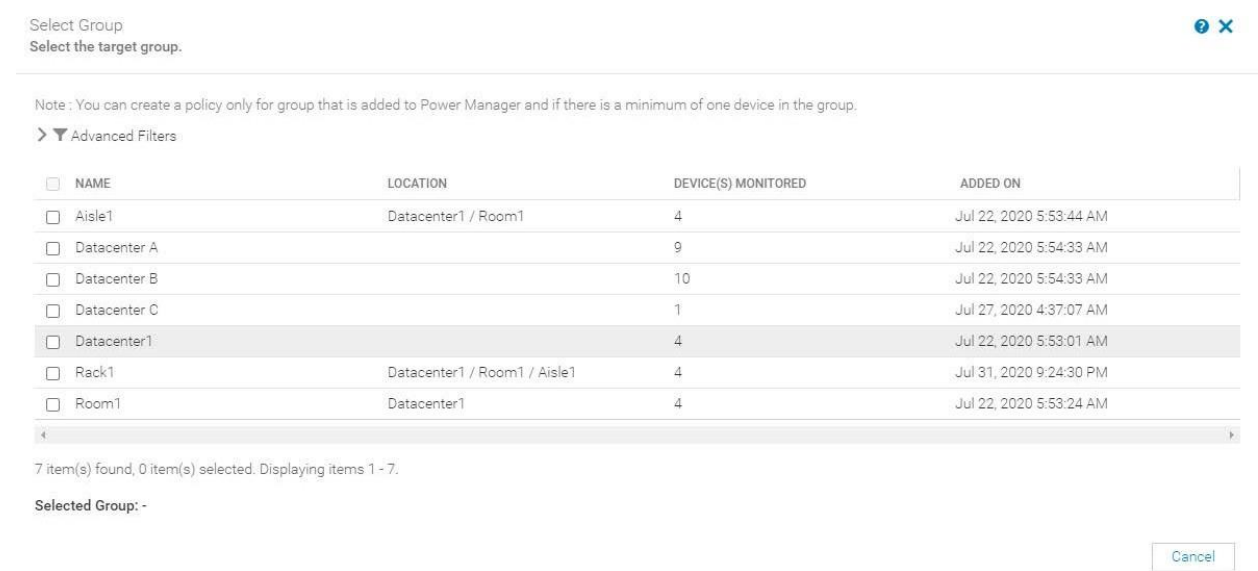 Select Group
Select the target group.
Note : You can create a policy only for group that is added to Power Manager and if there is a minimum of one device in the group.
Advanced Filters
NAME LOCATION DEVICE(S) MONITORED ADDED ON
Aisle1 Datacenter1 / Room1 4 Jul 22, 2020 5:53:44 AM
Datacenter A 9 Jul 22, 2020 5:54:33 AM
Datacenter B 10 Jul 22, 2020 5:54:33 AM
Datacenter C 1 Jul 27, 2020 4:37:07 AM
Datacenter1 4 Jul 22, 2020 5:53:01 AM
Rack1 Datacenter1 / Room1 / Aisle1 4 Jul 31, 2020 9:24:30 PM
Room1 Datacenter1 4 Jul 22, 2020 5:53:24 AM
7 item(s) found, 0 item(s) selected. Displaying items 1 - 7.
Selected Group: -
Cancel